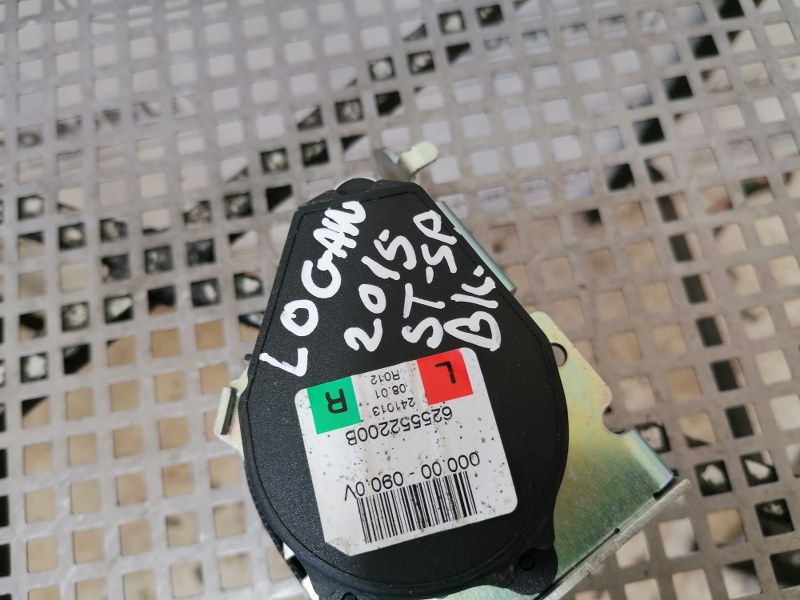 LOGAN
2015
ST-SP
BK
L
R
R012
08.01
241013
625552200B
000.00 - 090.0V